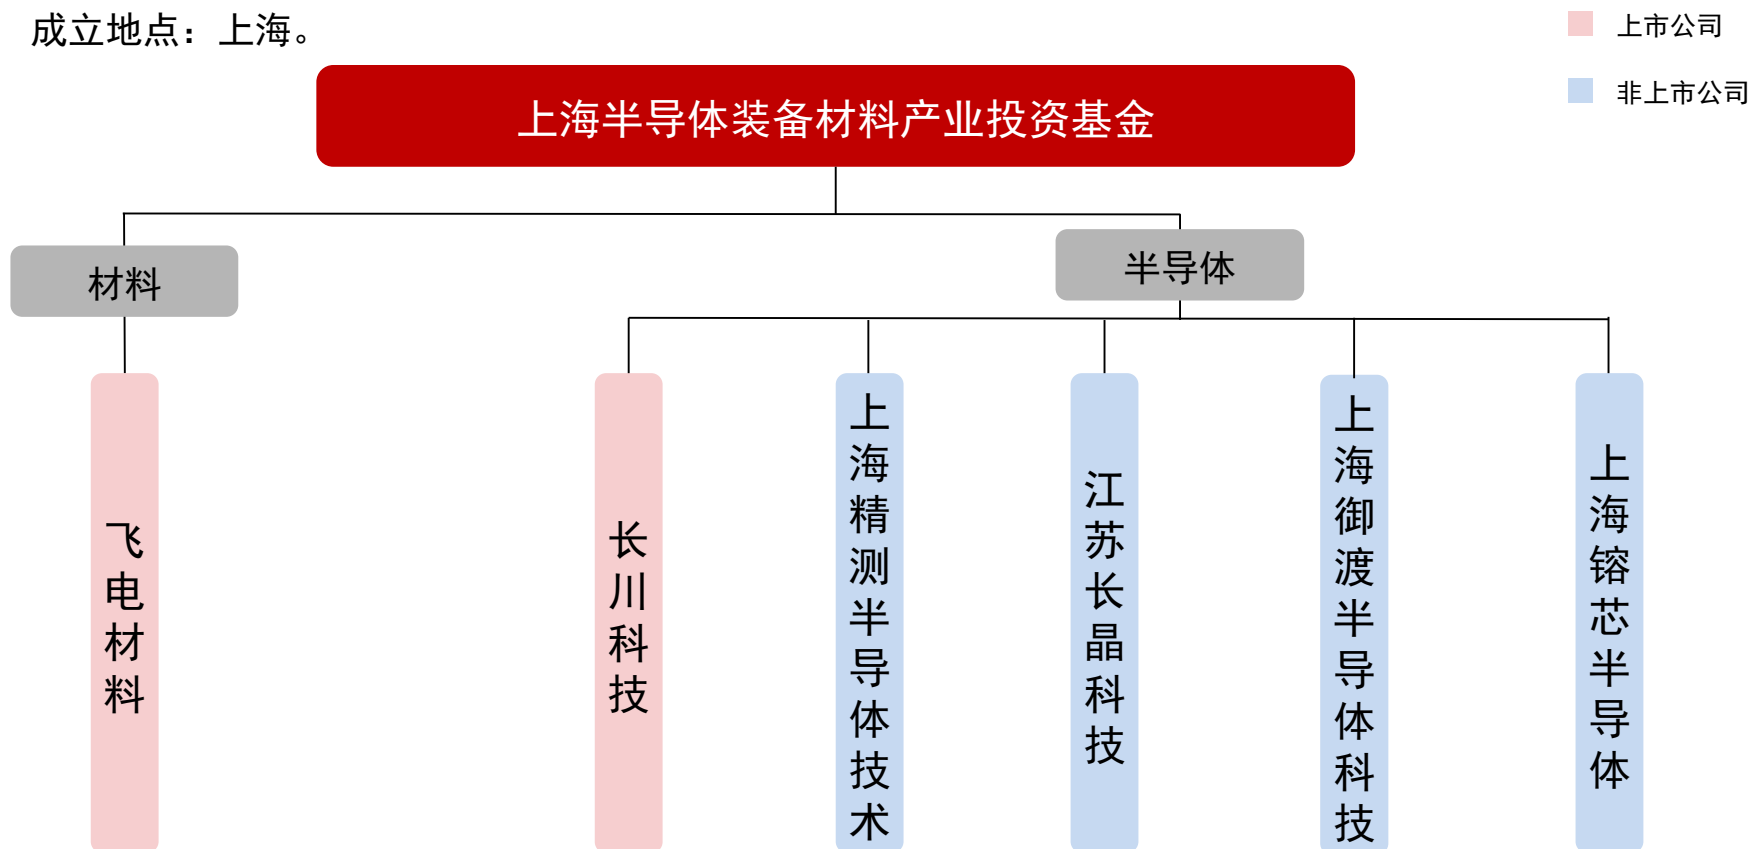 成立地点：上海。
上市公司
非上市公司
上海半导体装备材料产业投资基金
材料
半导体
飞电材料
长川科技
上海精测半导体技术
江苏长晶科技
上海御渡半导体科技
上海镕芯半导体